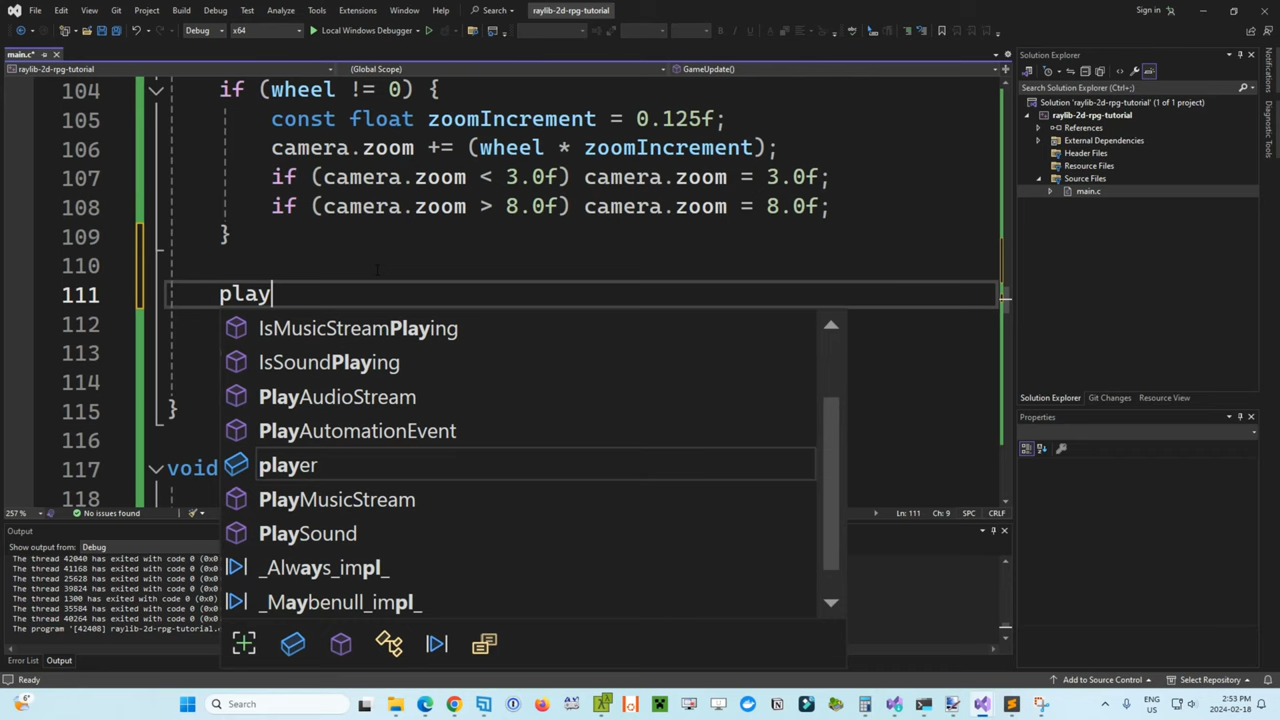 File Edit View Git Project Build Debug Test Analyze Tools Extensions Window Help Search raylib-2d-rpg-tutorial Sign in
Debug x64 Local Windows Debugger
main.c*
raylib-2d-rpg-tutorial (Global Scope) GameUpdate()
104 if (wheel != 0) {
105 const float zoomIncrement = 0.125f;
106 camera.zoom += (wheel * zoomIncrement);
107 if (camera.zoom < 3.0f) camera.zoom = 3.0f;
108 if (camera.zoom > 8.0f) camera.zoom = 8.0f;
109 }
110
111 play
112
113
114
115 }
116
117 void
118
IsMusicStreamPlaying
IsSoundPlaying
PlayAudioStream
PlayAutomationEvent
player
PlayMusicStream
PlaySound
_Always_impl_
_Maybenull_impl_
257 % No issues found Ln: 111 Ch: 9 SPC CRLF
Output
Show output from: Debug
The thread 42040 has exited with code 0 (0x0
The thread 41168 has exited with code 0 (0x0
The thread 25628 has exited with code 0 (0x0
The thread 39824 has exited with code 0 (0x0
The thread 1300 has exited with code 0 (0x0)
The thread 35584 has exited with code 0 (0x0
The thread 40264 has exited with code 0 (0x0
The program '[42408] raylib-2d-rpg-tutorial.
Error List Output
Solution Explorer
Search Solution Explorer (Ctrl+;)
Solution 'raylib-2d-rpg-tutorial' (1 of 1 project)
raylib-2d-rpg-tutorial
References
External Dependencies
Header Files
Resource Files
Source Files
main.c
Solution Explorer Git Changes Resource View
Properties
Notifications
Diagnostic Tools
Ready Add to Source Control Select Repository
6° Search ENG US 2:53 PM 2024-02-18